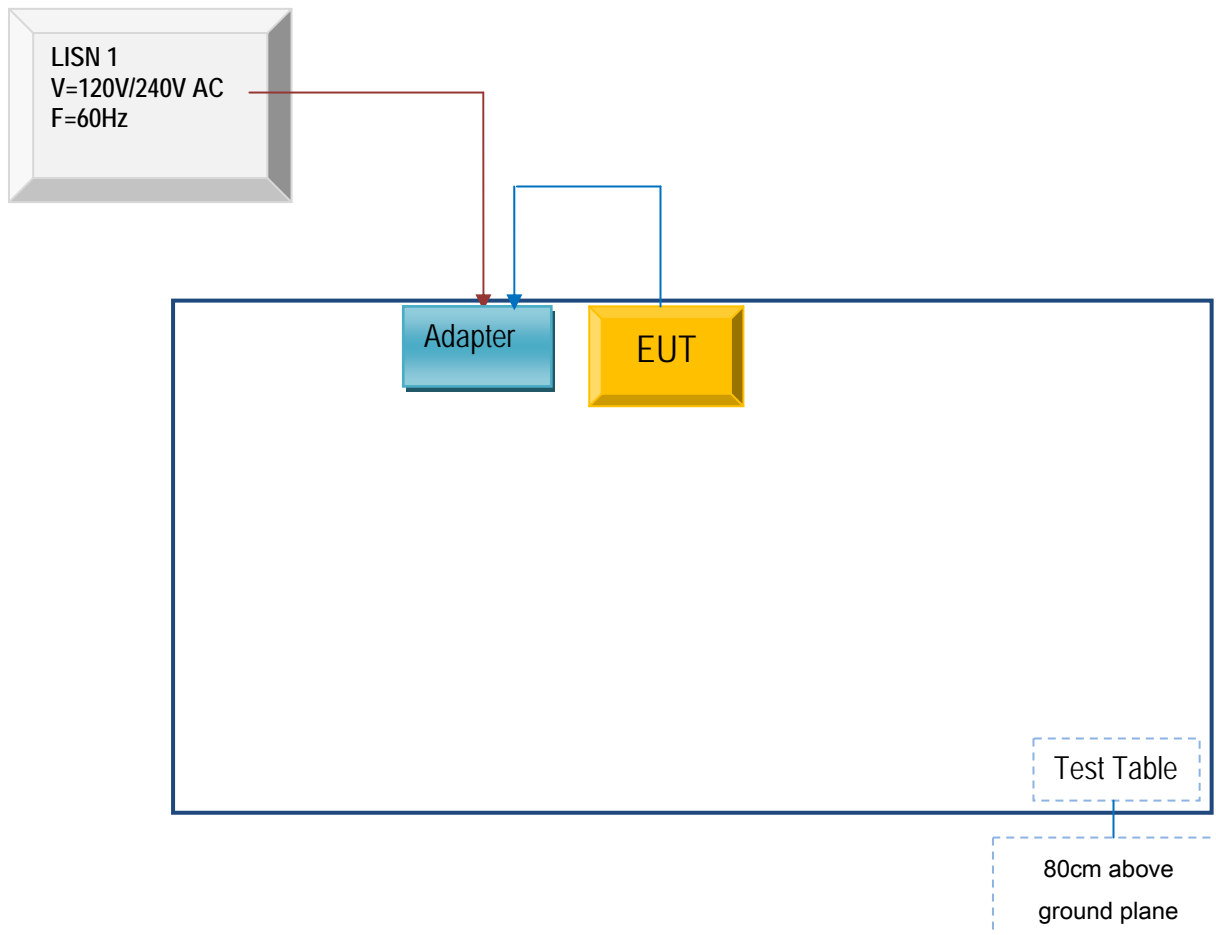 LISN 1
V=120V/240V AC
F=60Hz
Adapter
EUT
Test Table
80cm above
ground plane